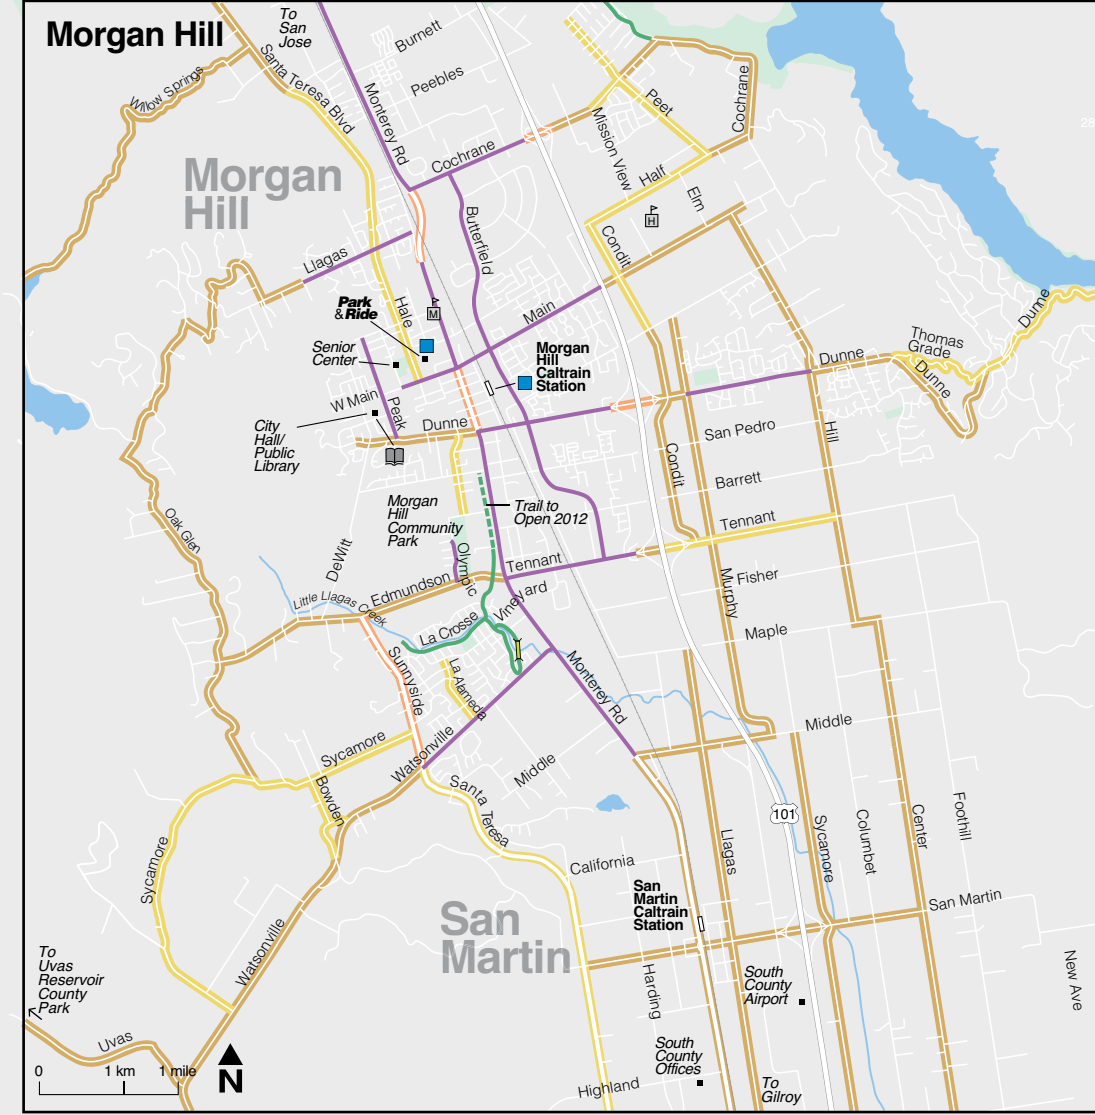 Morgan Hill
To
San
Jose
Burnett
Peebles
Santa Teresa Blvd
Willow Springs
Monterey Rd
Cochrane
Mission View
Peet
Cochrane
Half
Elm
H
28
Morgan
Hill
Butterfield
Condit
Llagas
Hale
Park
& Ride
M
Main
Senior
Center
Morgan
Hill
Caltrain
Station
Thomas
Grade
Dunne
Dunne
Dunne
W Main
Peak
Dunne
City
Hall/
Public
Library
San Pedro
Hill
Condit
Barrett
Morgan
Hill
Community
Park
Trail to
Open 2012
Tennant
Oak Glen
DeWitt
Olympic
Tennant
Edmundson
Vineyard
Murphy
Fisher
Little Llagas Creek
La Crosse
Maple
Sunnyside
La Alameda
Monterey Rd
Middle
Sycamore
Watsonville
Middle
Bowden
Santa
Teresa
101
Foothill
Center
Columbet
Sycamore
Llagas
California
Sycamore
San
Martin
Caltrain
Station
San Martin
San
Martin
Watsonville
To
Uvas
Reservoir
County
Park
Harding
South
County
Airport
New Ave
Uvas
South
County
Offices
0 1 km 1 mile
N
Highland
To
Gilroy